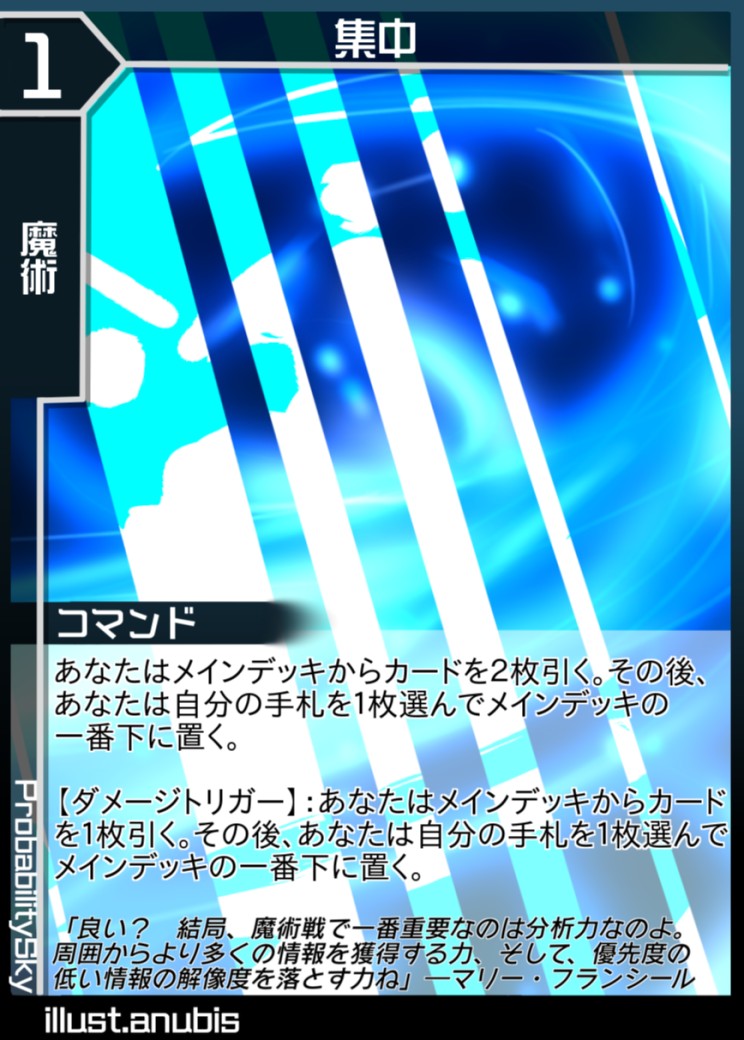 1
集中
魔術
コマンド
あなたはメインデッキからカードを2枚引く。その後、
あなたは自分の手札を1枚選んでメインデッキの
一番下に置く。
【ダメージトリガー】:あなたはメインデッキからカード
を1枚引く。その後、あなたは自分の手札を1枚選んで
メインデッキの一番下に置く。
「良い？　結局、魔術戦で一番重要なのは分析力なのよ。
周囲からより多くの情報を獲得する力、そして、優先度の
低い情報の解像度を落とす力ね」―マリー・フランシール
ProbabilitySky
illust.anubis